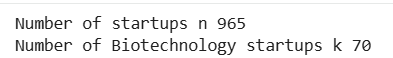 Number of startups n 965
Number of Biotechnology startups k 70